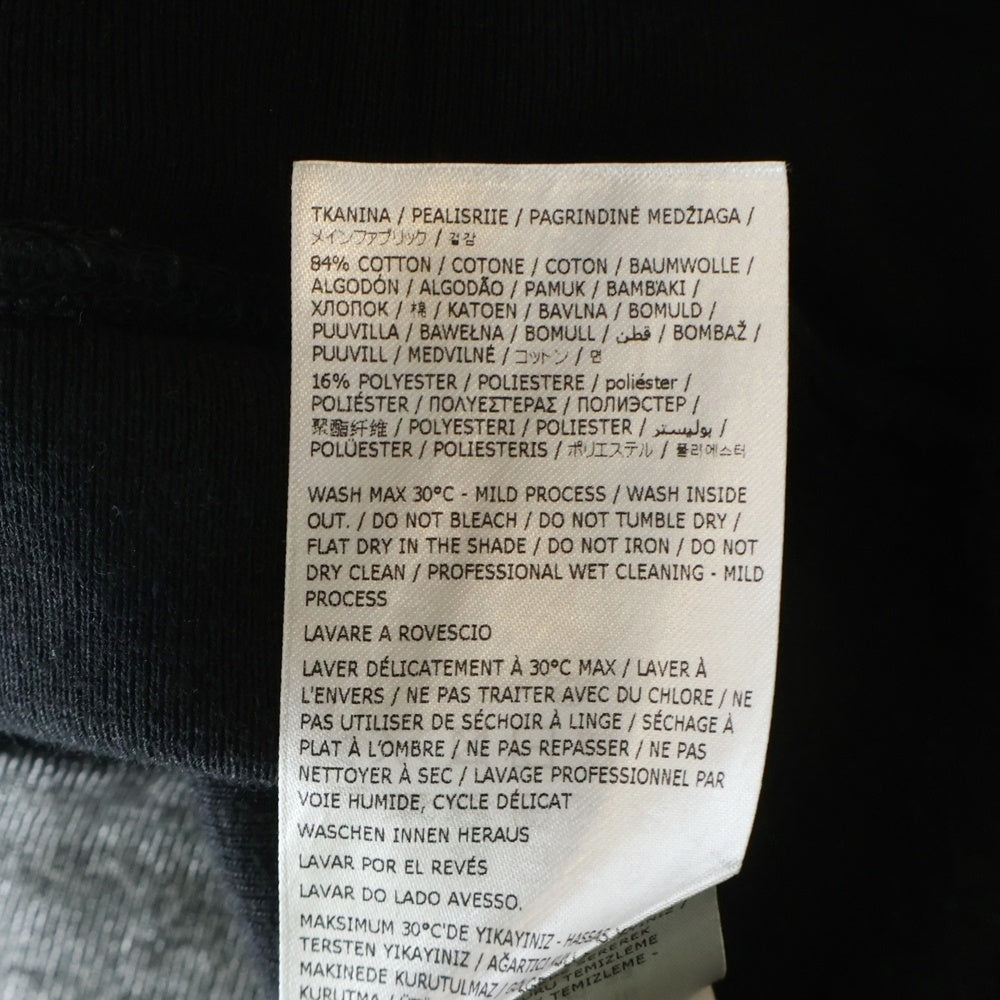 TKANINA / PEALISRIIE / PAGRINDINĖ MEDŽIAGA /
メインファブリック / 겉감
84% COTTON / COTONE / COTON / BAUMWOLLE /
ALGODÓN / ALGODÃO / PAMUK / BAMBAKI /
ХЛОПОК / 棉 / KATOEN / BAVLNA / BOMULD /
PUUVILLA / BAWEŁNA / BOMULL / قطن / BOMBAŽ /
PUUVILL / MEDVILNÉ / コットン / 면
16% POLYESTER / POLIESTERE / poliéster /
POLIÉSTER / ΠΟΛΥΕΣΤΕΡΑΣ / ПОЛИЭСТЕР /
聚酯纤维 / POLYESTERI / POLIESTER / بوليستر /
POLÜESTER / POLIESTERIS / ポリエステル / 폴리에스터
WASH MAX 30°C - MILD PROCESS / WASH INSIDE
OUT. / DO NOT BLEACH / DO NOT TUMBLE DRY /
FLAT DRY IN THE SHADE / DO NOT IRON / DO NOT
DRY CLEAN / PROFESSIONAL WET CLEANING - MILD
PROCESS
LAVARE A ROVESCIO
LAVER DÉLICATEMENT À 30°C MAX / LAVER À
L'ENVERS / NE PAS TRAITER AVEC DU CHLORE / NE
PAS UTILISER DE SÉCHOIR À LINGE / SÉCHAGE À
PLAT À L'OMBRE / NE PAS REPASSER / NE PAS
NETTOYER À SEC / LAVAGE PROFESSIONNEL PAR
VOIE HUMIDE, CYCLE DÉLICAT
WASCHEN INNEN HERAUS
LAVAR POR EL REVÉS
LAVAR DO LADO AVESSO.
MAKSIMUM 30°C'DE YIKAYINIZ - HASSAS
TERSTEN YIKAYINIZ /
MAKINEDE KURUTULMAZ /
KURUTMA /
TEMIZLEME
TEMIZLEME -